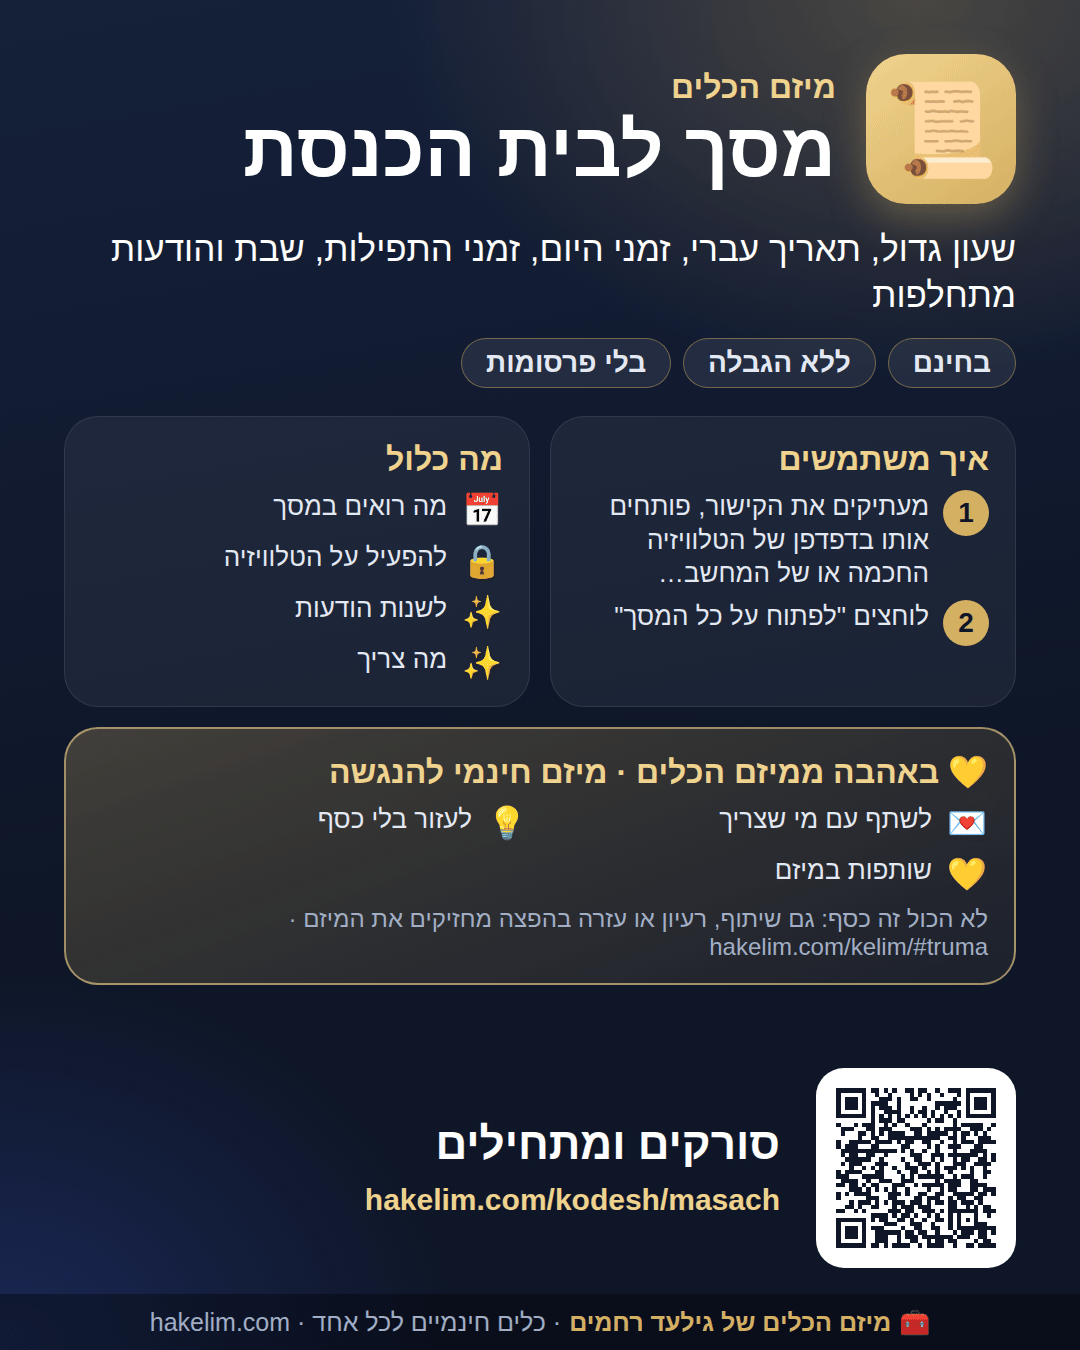 מיזם הכלים
מסך לבית הכנסת
שעון גדול, תאריך עברי, זמני היום, זמני התפילות, שבת והודעות
מתחלפות
בחינם
ללא הגבלה
בלי פרסומות
איך משתמשים
1 מעתיקים את הקישור, פותחים
אותו בדפדפן של הטלוויזיה
החכמה או של המחשב…
2 לוחצים "לפתוח על כל המסך"
מה כלול
📅 מה רואים במסך
🔒 להפעיל על הטלוויזיה
✨ לשנות הודעות
✨ מה צריך
💛 באהבה ממיזם הכלים · מיזם חינמי להנגשה
💌 לשתף עם מי שצריך
💡 לעזור בלי כסף
💛 שותפות במיזם
לא הכול זה כסף: גם שיתוף, רעיון או עזרה בהפצה מחזיקים את המיזם ·
hakelim.com/kelim/#truma
סורקים ומתחילים
hakelim.com/kodesh/masach
🧰 מיזם הכלים של גילעד רחמים · כלים חינמיים לכל אחד · hakelim.com